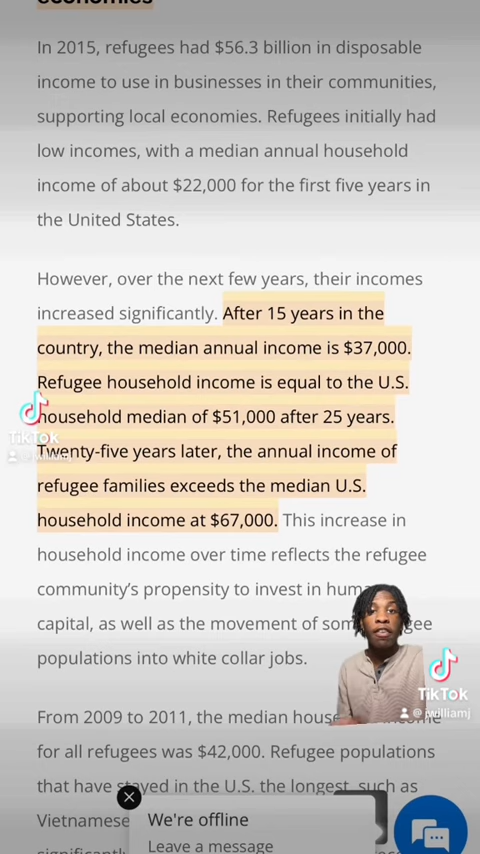 economies
In 2015, refugees had $56.3 billion in disposable
income to use in businesses in their communities,
supporting local economies. Refugees initially had
low incomes, with a median annual household
income of about $22,000 for the first five years in
the United States.
However, over the next few years, their incomes
increased significantly. After 15 years in the
country, the median annual income is $37,000.
Refugee household income is equal to the U.S.
household median of $51,000 after 25 years.
TikTok
Twenty-five years later, the annual income of
refugee families exceeds the median U.S.
household income at $67,000. This increase in
household income over time reflects the refugee
community's propensity to invest in
capital, as well as the movement of
populations into white collar jobs.
TikTok
@jwilliamj
From 2009 to 2011, the median
for all refugees was $42,000. Refugee populations
that have stayed in the U.S. the longest, such as
Vietnamese
We're offline
Leave a message